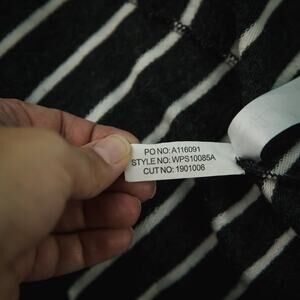 PO NO: A116091
STYLE NO: WPS10085A
CUT NO: 1901006